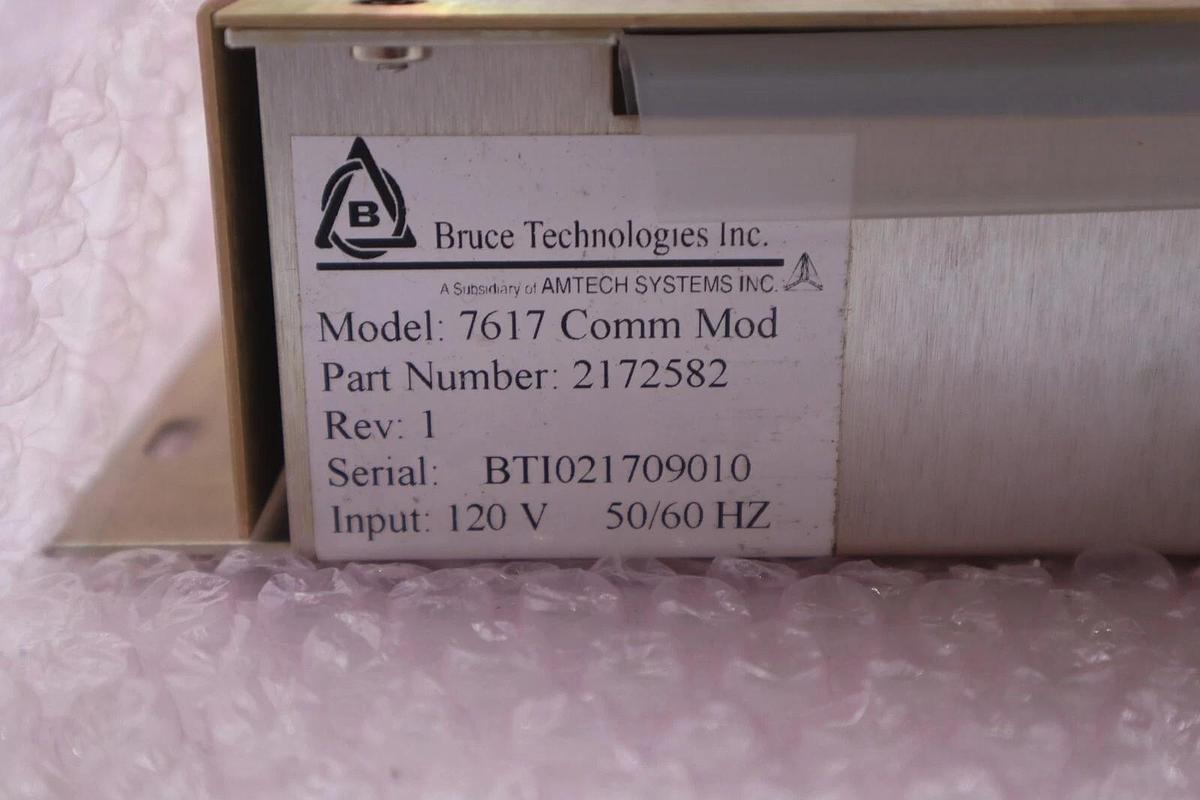 B
Bruce Technologies Inc.
A Subsidiary of AMTECH SYSTEMS INC.
Model: 7617 Comm Mod
Part Number: 2172582
Rev: 1
Serial: BTI021709010
Input: 120 V 50/60 HZ